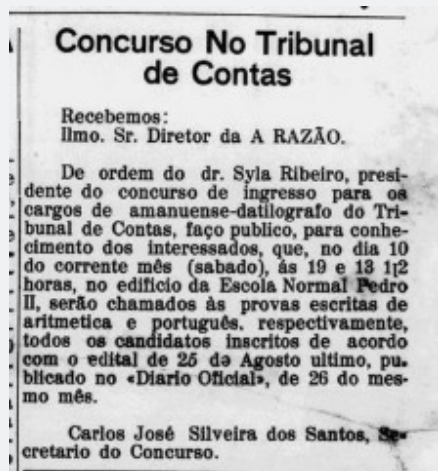 Concurso No Tribunal
de Contas
Recebemos:
Ilmo. Sr. Diretor da A RAZÃO.
De ordem do dr. Syla Ribeiro, presi-
dente do concurso de ingresso para os
cargos de amanuense-datilografo do Tri-
bunal de Contas, faço publico, para conhe-
cimento dos interessados, que, no dia 10
do corrente mês (sabado), ás 19 e 13 1|2
horas, no edificio da Escola Normal Pedro
II, serão chamados às provas escritas de
aritmetica e português. respectivamente,
todos os candidatos inscritos de acordo
com o edital de 25 de Agosto ultimo, pu-
blicado no «Diario Oficial», de 26 do mes-
mo mês.
Carlos José Silveira dos Santos, Se-
cretario do Concurso.